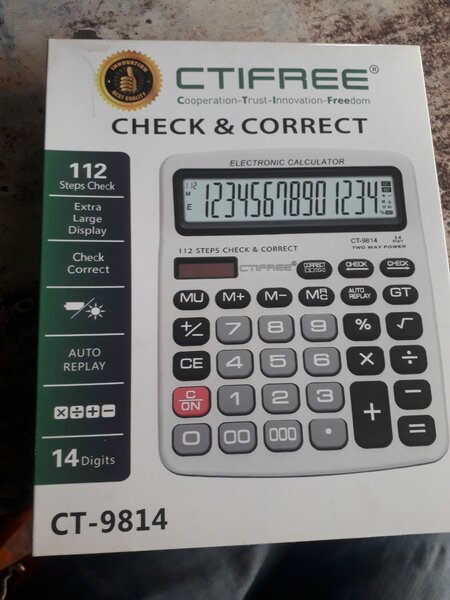 INNOVATION
BEST QUALITY
CTIFREE®
Cooperation-Trust-Innovation-Freedom
CHECK & CORRECT
112
Steps Check
Extra
Large
Display
Check
Correct
AUTO
REPLAY
14 Digits
ELECTRONIC CALCULATOR
112
M
E
12345678901234
CT-9814
14
digit
TWO WAY POWER
112 STEPS CHECK & CORRECT
CTIFREE®
CORRECT CHECK CHECK
MU M+ M- MRC AUTO REPLAY GT
+/- 7 8 9 % √
CE 4 5 6 × ÷
C/ON 1 2 3 + −
0 00 000 • =
CT-9814